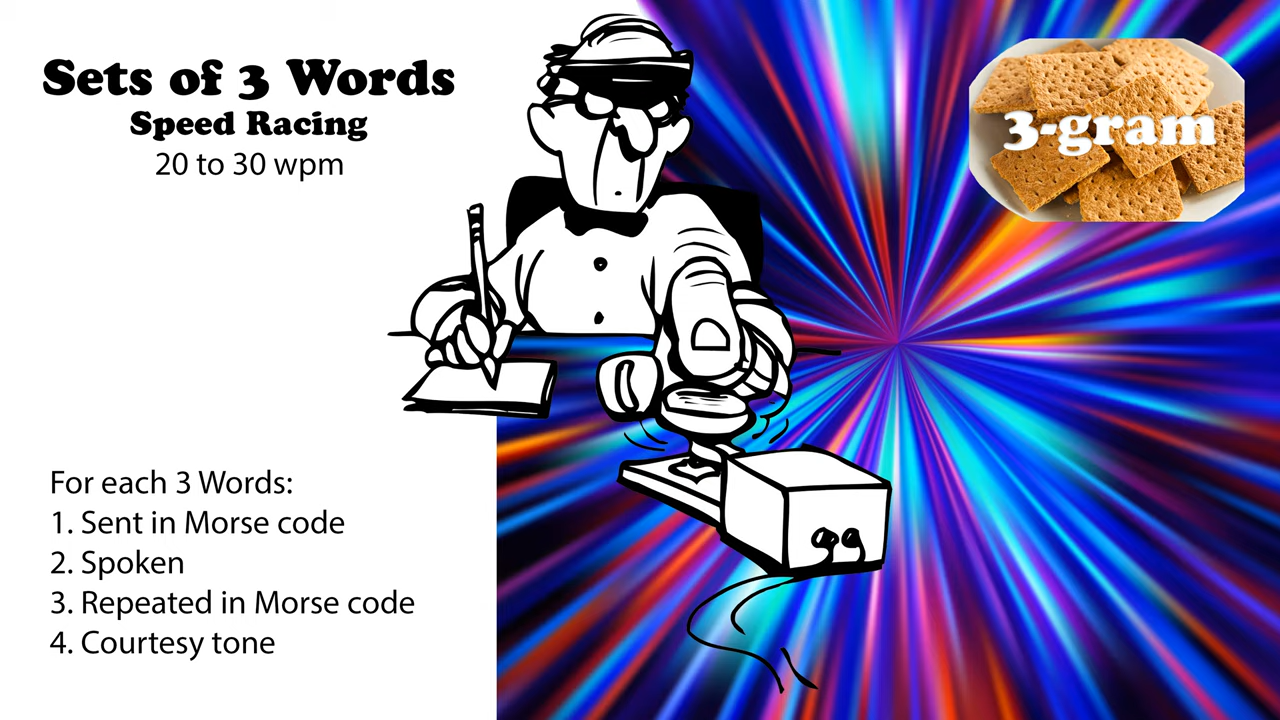 Sets of 3 Words
Speed Racing
20 to 30 wpm
3-gram
For each 3 Words:
1. Sent in Morse code
2. Spoken
3. Repeated in Morse code
4. Courtesy tone